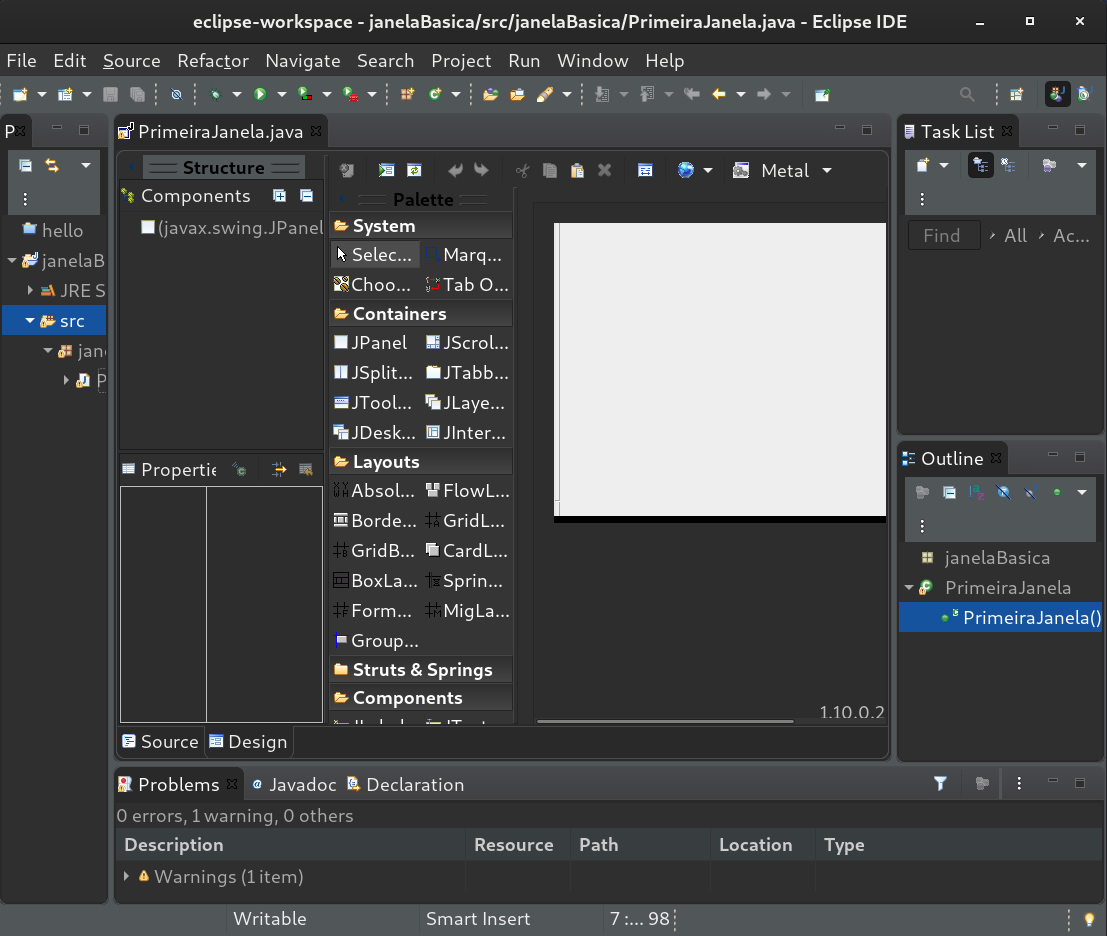 eclipse-workspace - janelaBasica/src/janelaBasica/PrimeiraJanela.java - Eclipse IDE
File Edit Source Refactor Navigate Search Project Run Window Help
P
hello
janelaB
JRE S
src
jane
P
PrimeiraJanela.java
Structure
Components
(javax.swing.JPanel
Properties
Metal
Palette
System
Selec... Marq...
Choo... Tab O...
Containers
JPanel JScrol...
JSplit... JTabb...
JTool... JLaye...
JDesk... JInter...
Layouts
Absol... FlowL...
Borde... GridL...
GridB... CardL...
BoxLa... Sprin...
Form... MigLa...
Group...
Struts & Springs
Components
1.10.0.2
Source Design
Task List
Find All Ac...
Outline
janelaBasica
PrimeiraJanela
PrimeiraJanela()
Problems Javadoc Declaration
0 errors, 1 warning, 0 others
Description Resource Path Location Type
Warnings (1 item)
Writable Smart Insert 7 :... 98